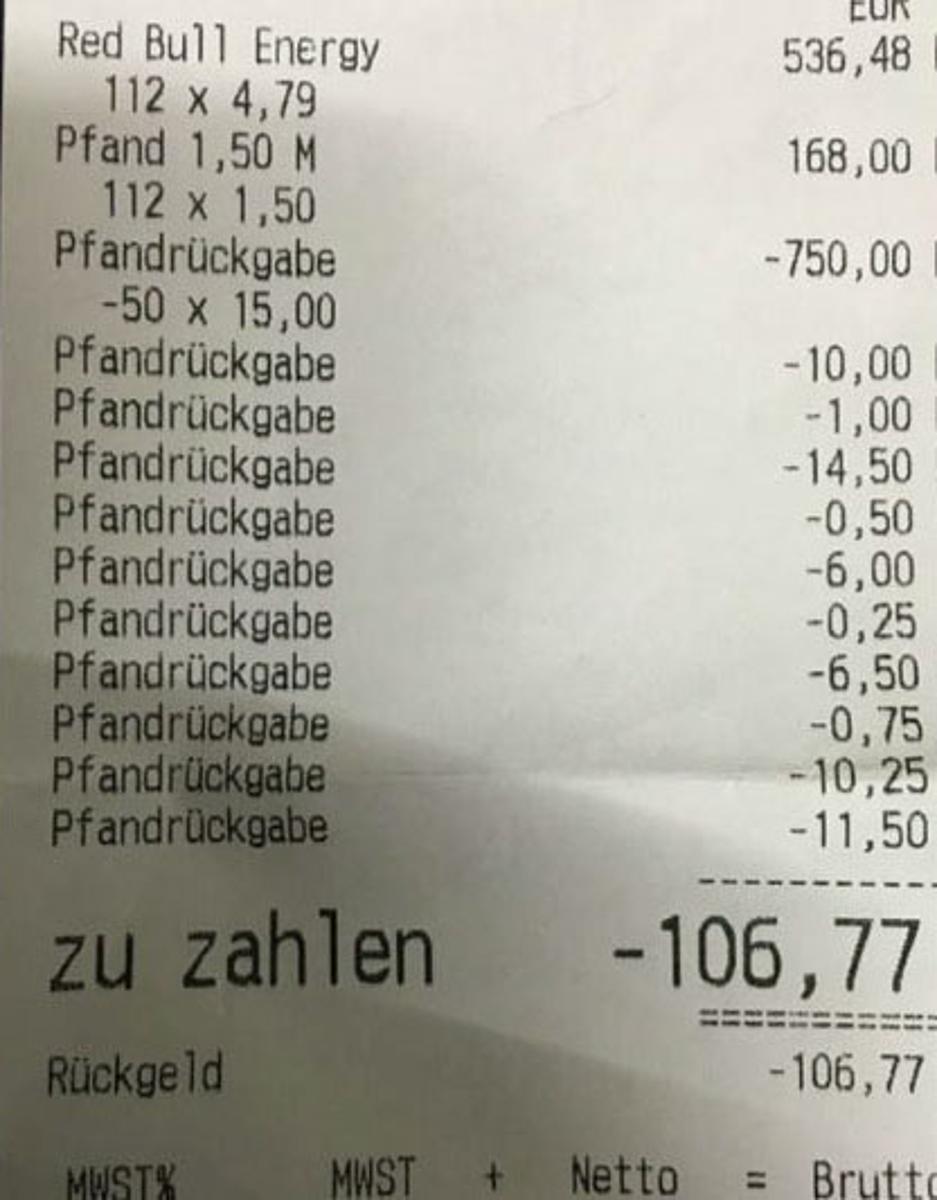 EUR
Red Bull Energy 536,48
112 x 4,79
Pfand 1,50 M 168,00
112 x 1,50
Pfandrückgabe -750,00
-50 x 15,00
Pfandrückgabe -10,00
Pfandrückgabe -1,00
Pfandrückgabe -14,50
Pfandrückgabe -0,50
Pfandrückgabe -6,00
Pfandrückgabe -0,25
Pfandrückgabe -6,50
Pfandrückgabe -0,75
Pfandrückgabe -10,25
Pfandrückgabe -11,50
zu zahlen -106,77
Rückgeld -106,77
MWST% MWST + Netto = Brutto